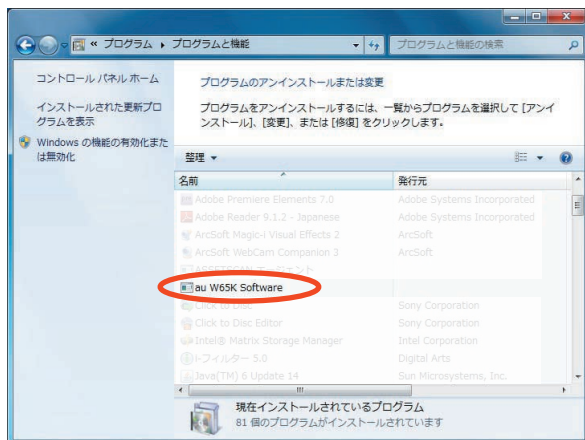 « プログラム ▸ プログラムと機能
プログラムと機能の検索
コントロール パネル ホーム
インストールされた更新プロ
グラムを表示
Windows の機能の有効化また
は無効化
プログラムのアンインストールまたは変更
プログラムをアンインストールするには、一覧からプログラムを選択して [アンイ
ンストール]、[変更]、または [修復] をクリックします。
整理
名前 発行元
Adobe Premiere Elements 7.0 Adobe Systems Incorporated
Adobe Reader 9.1.2 - Japanese Adobe Systems Incorporated
ArcSoft Magic-i Visual Effects 2 ArcSoft
ArcSoft WebCam Companion 3 ArcSoft
au W65K Software
Click to Disc Sony Corporation
Click to Disc Editor Sony Corporation
Intel® Matrix Storage Manager Intel Corporation
i-フィルター 5.0 Digital Arts
Java(TM) 6 Update 14 Sun Microsystems, Inc.
現在インストールされているプログラム
81 個のプログラムがインストールされています